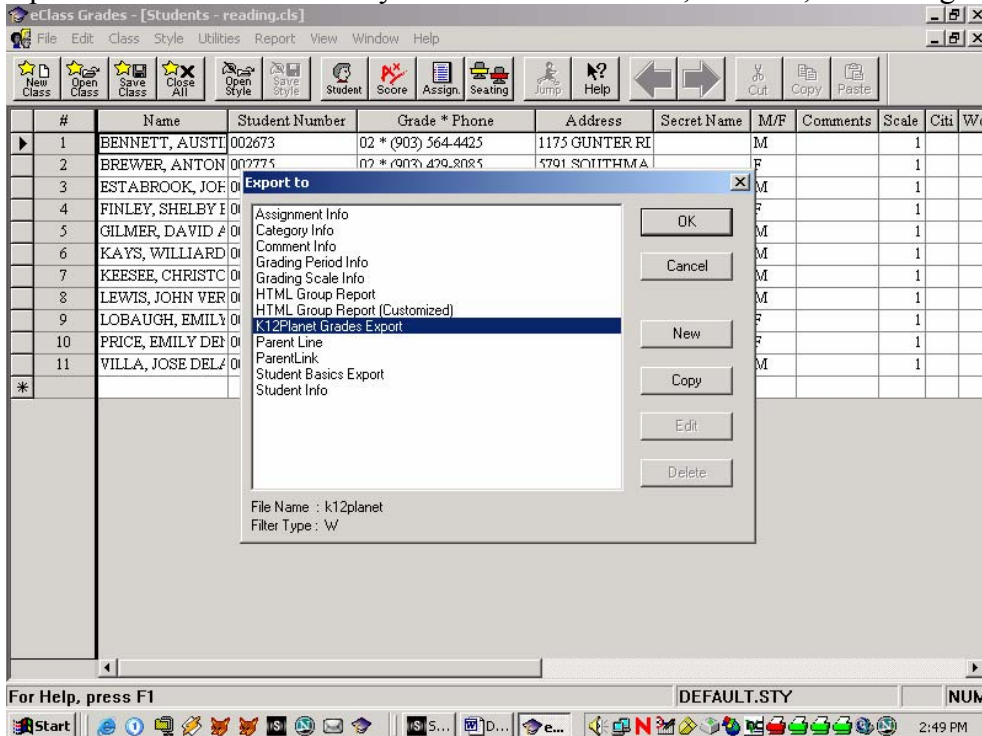 eClass Grades - [Students - reading.cls]
File Edit Class Style Utilities Report View Window Help
New Class Open Class Save Class Close All Open Style Save Style Student Score Assign. Seating Jump Help Cut Copy Paste
# Name Student Number Grade * Phone Address Secret Name M/F Comments Scale Citi
1 BENNETT, AUSTI 002673 02 * (903) 564-4425 1175 GUNTER RI M 1
2 BREWER, ANTON 002775 02 * (903) 429-8085 5791 SOUTHMA F 1
3 ESTABROOK, JOH M 1
4 FINLEY, SHELBY F 1
5 GILMER, DAVID A M 1
6 KAYS, WILLIARD M 1
7 KEESEE, CHRISTC M 1
8 LEWIS, JOHN VER M 1
9 LOBAUGH, EMILY F 1
10 PRICE, EMILY F 1
11 VILLA, JOSE DELA M 1
*
Export to
Assignment Info
Category Info
Comment Info
Grading Period Info
Grading Scale Info
HTML Group Report
HTML Group Report (Customized)
K12Planet Grades Export
Parent Line
ParentLink
Student Basics Export
Student Info
OK
Cancel
New
Copy
Edit
Delete
File Name : k12planet
Filter Type : W
For Help, press F1 DEFAULT.STY NUM
Start S... D... e... 2:49 PM